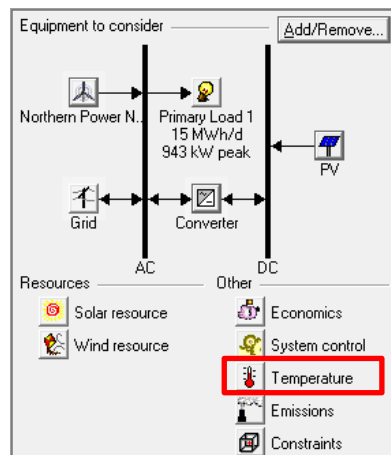 Equipment to consider
Add/Remove...
Northern Power N..
Primary Load 1
15 MWh/d
943 kW peak
PV
Grid
Converter
AC
DC
Resources
Other
Solar resource
Economics
Wind resource
System control
Temperature
Emissions
Constraints